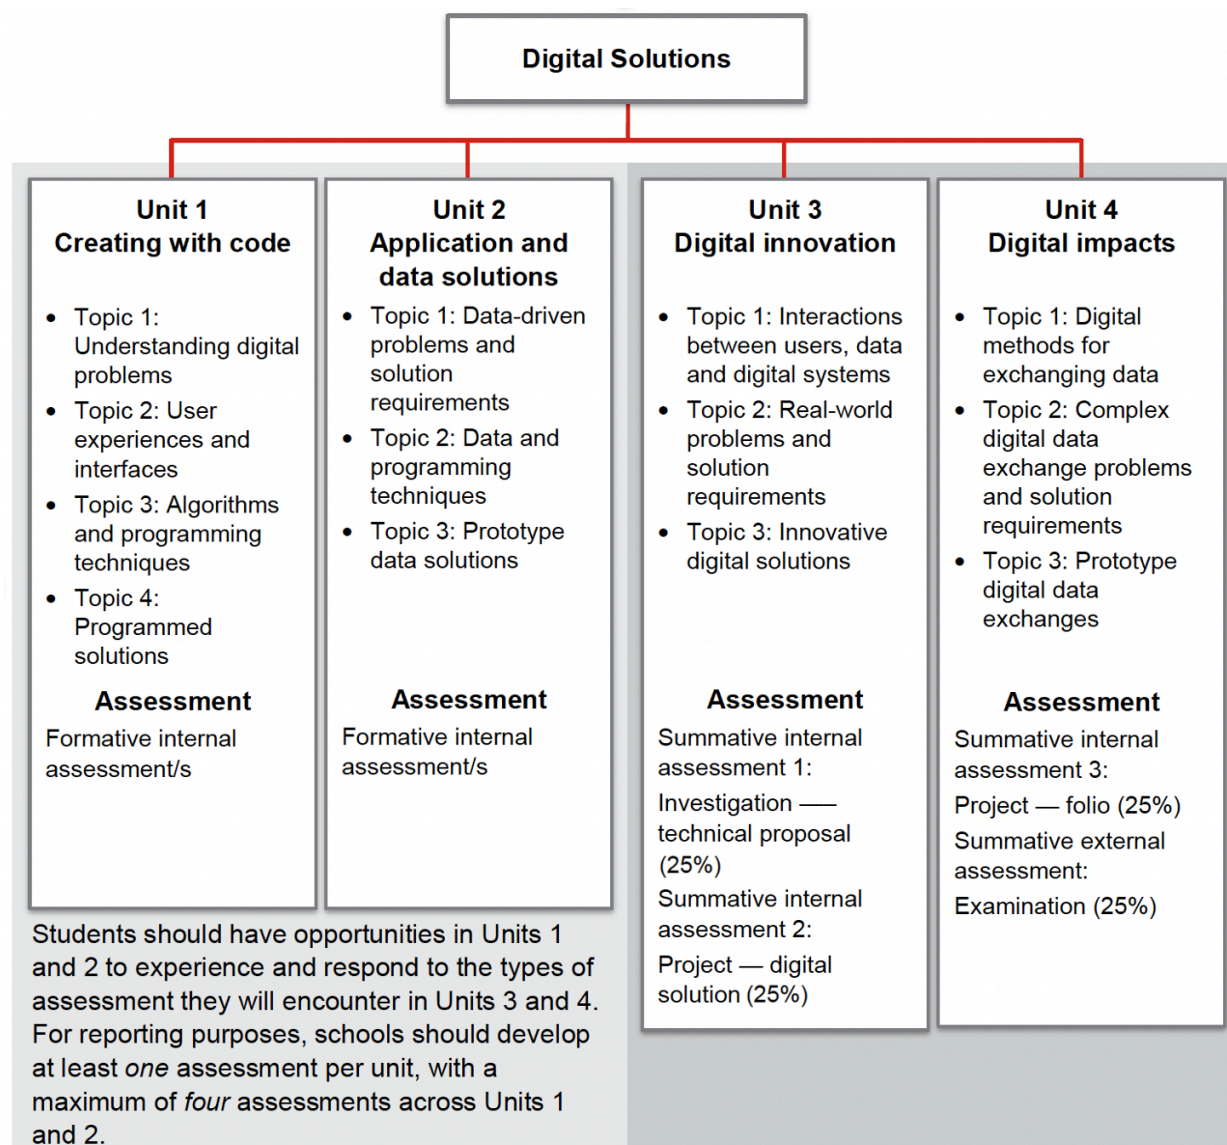 Digital Solutions
Unit 1
Creating with code
• Topic 1:
Understanding digital
problems
• Topic 2: User
experiences and
interfaces
• Topic 3: Algorithms
and programming
techniques
• Topic 4:
Programmed
solutions
Assessment
Formative internal
assessment/s
Unit 2
Application and
data solutions
• Topic 1: Data-driven
problems and
solution
requirements
• Topic 2: Data and
programming
techniques
• Topic 3: Prototype
data solutions
Assessment
Formative internal
assessment/s
Students should have opportunities in Units 1
and 2 to experience and respond to the types of
assessment they will encounter in Units 3 and 4.
For reporting purposes, schools should develop
at least one assessment per unit, with a
maximum of four assessments across Units 1
and 2.
Unit 3
Digital innovation
• Topic 1: Interactions
between users, data
and digital systems
• Topic 2: Real-world
problems and
solution
requirements
• Topic 3: Innovative
digital solutions
Assessment
Summative internal
assessment 1:
Investigation —–
technical proposal
(25%)
Summative internal
assessment 2:
Project — digital
solution (25%)
Unit 4
Digital impacts
• Topic 1: Digital
methods for
exchanging data
• Topic 2: Complex
digital data
exchange problems
and solution
requirements
• Topic 3: Prototype
digital data
exchanges
Assessment
Summative internal
assessment 3:
Project — folio (25%)
Summative external
assessment:
Examination (25%)